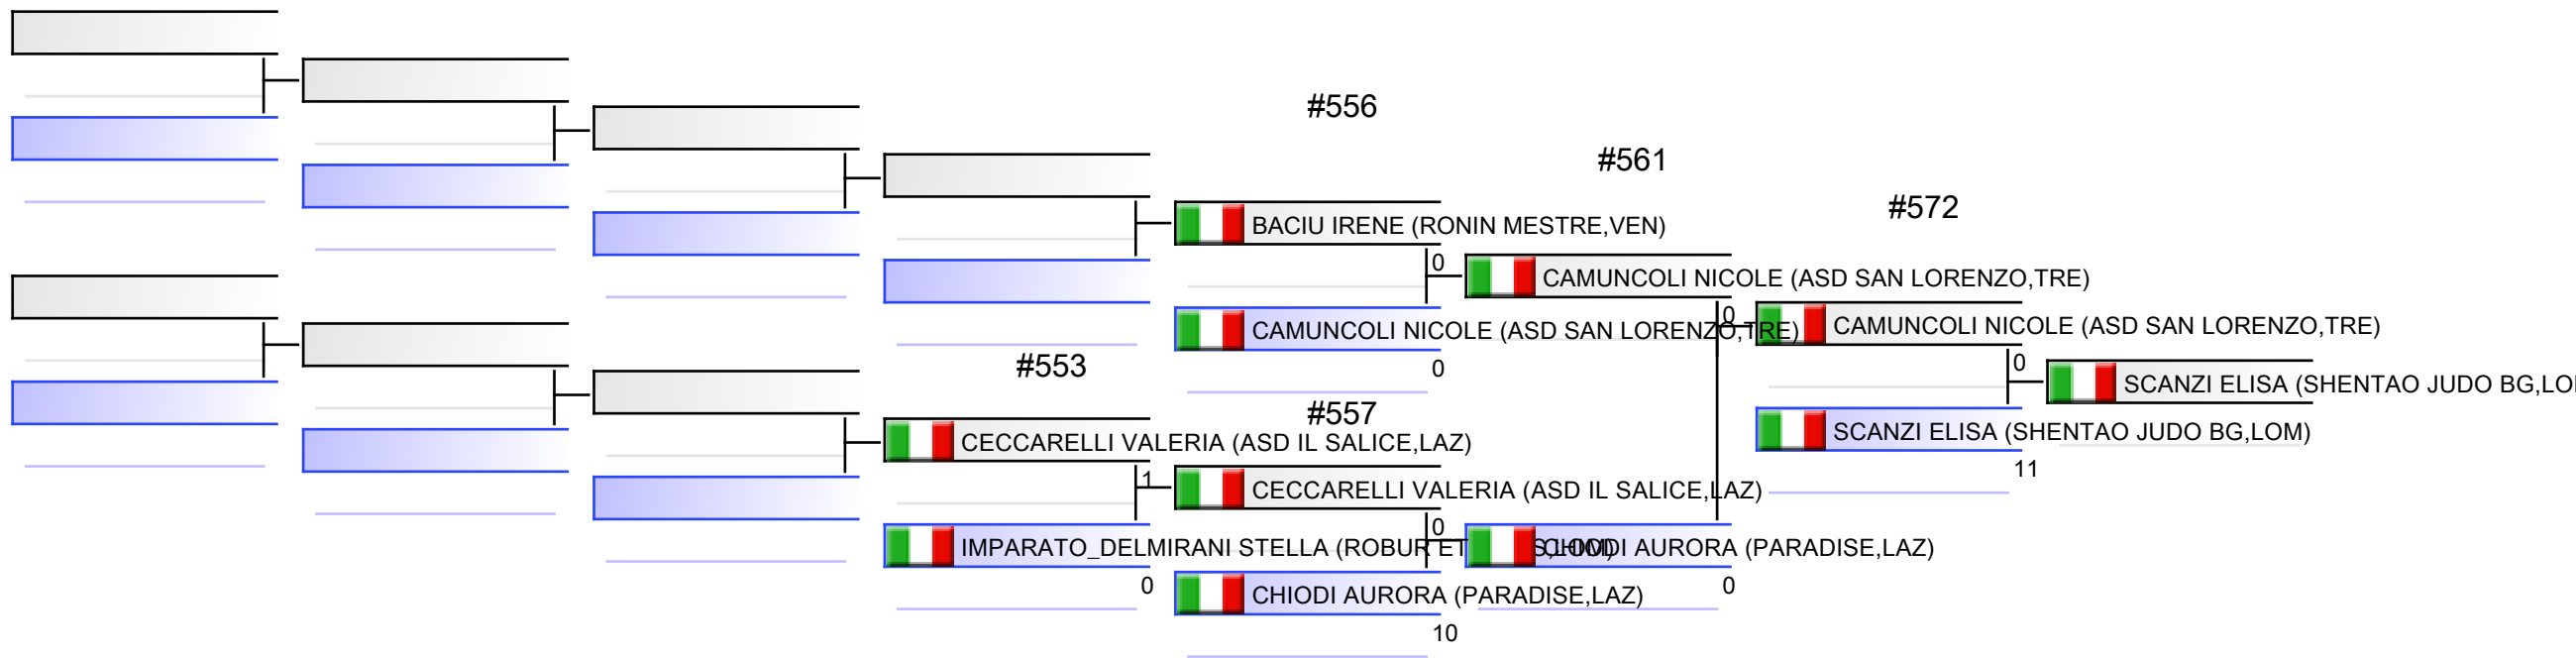 #556
#561
#572
BACIU IRENE (RONIN MESTRE,VEN)
0
CAMUNCOLI NICOLE (ASD SAN LORENZO,TRE)
0
CAMUNCOLI NICOLE (ASD SAN LORENZO,TRE)
CAMUNCOLI NICOLE (ASD SAN LORENZO,TRE)
0
0
SCANZI ELISA (SHENTAO JUDO BG,LO
#553
#557
SCANZI ELISA (SHENTAO JUDO BG,LOM)
11
CECCARELLI VALERIA (ASD IL SALICE,LAZ)
1
CECCARELLI VALERIA (ASD IL SALICE,LAZ)
0
IMPARATO_DELMIRANI STELLA (ROBUR ET
CHIODI AURORA (PARADISE,LAZ)
0
0
CHIODI AURORA (PARADISE,LAZ)
10